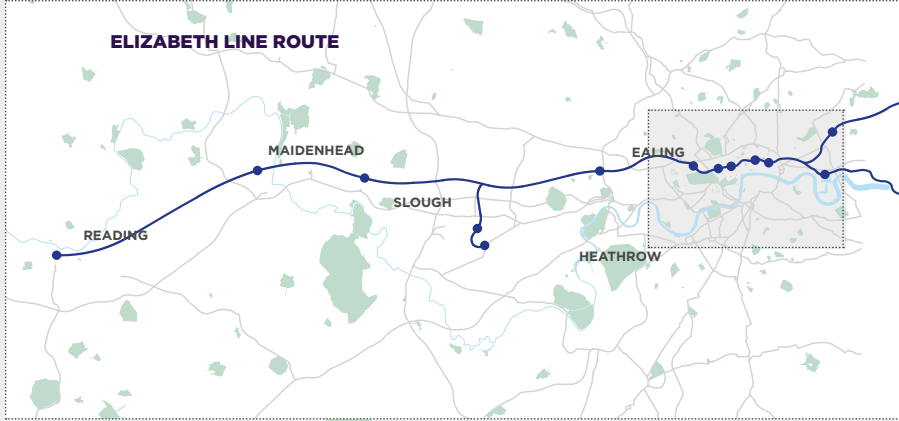 ELIZABETH LINE ROUTE
MAIDENHEAD
EALING
SLOUGH
READING
HEATHROW